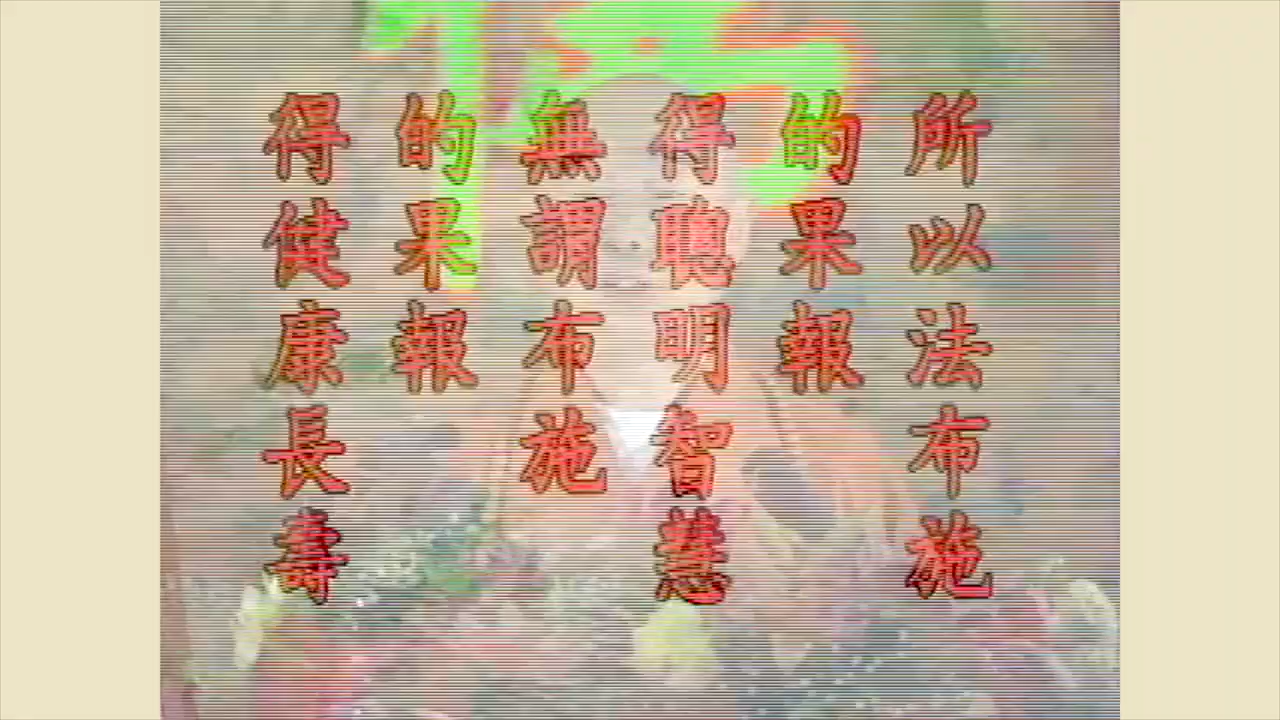 所以法布施
的果報
得聰明智慧
無謂布施
的果報
得健康長壽